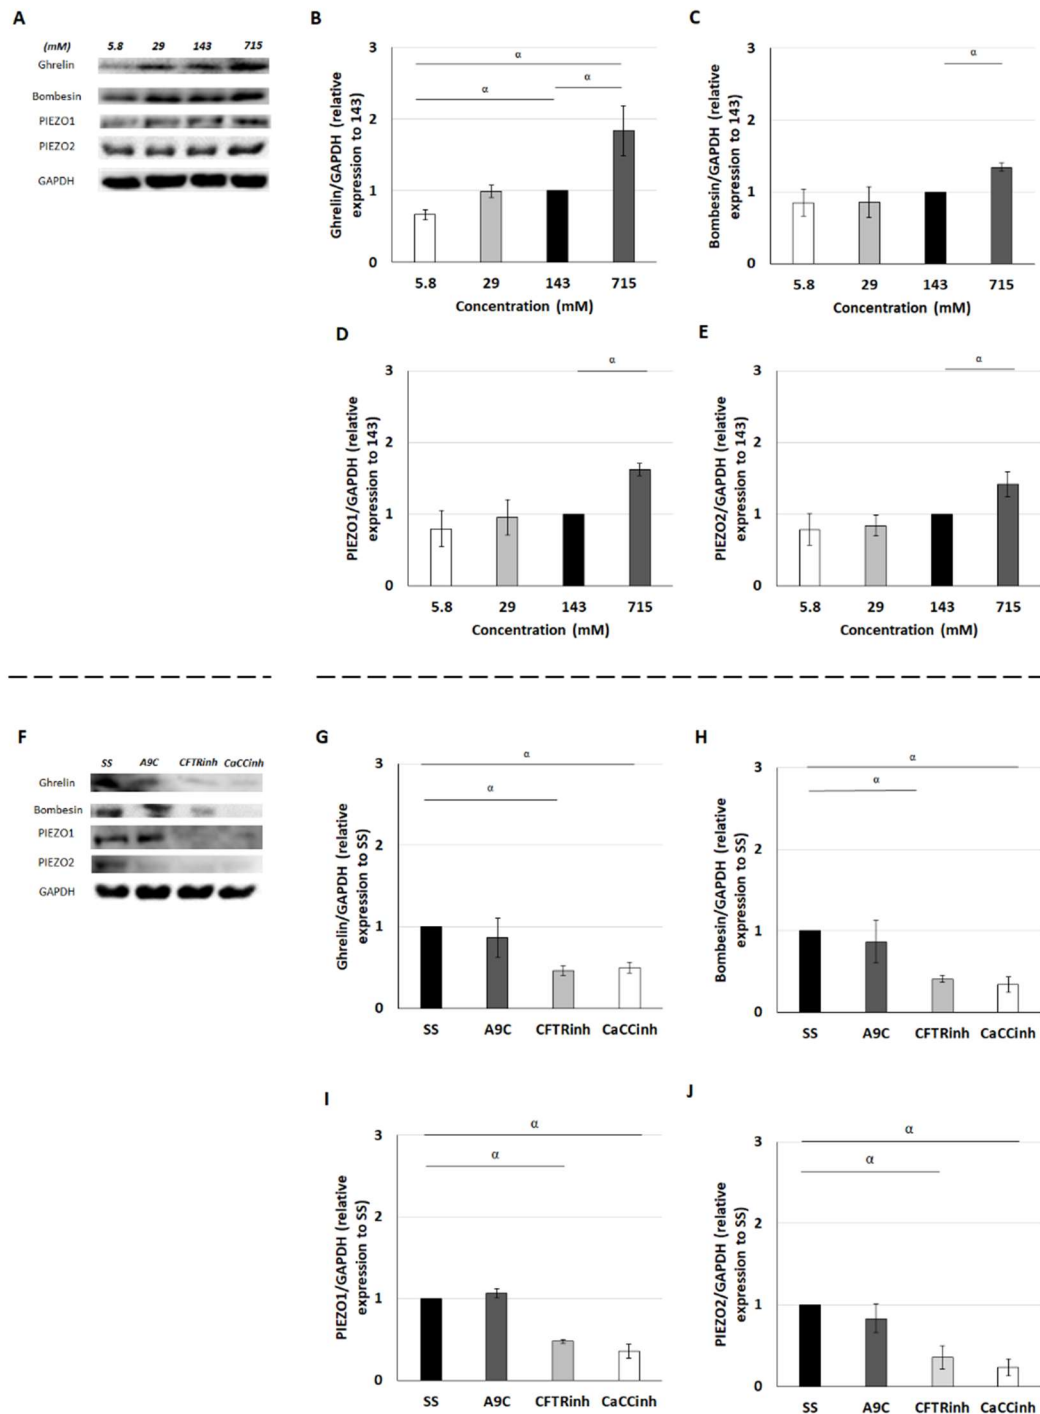 A
(mM) 5.8 29 143 715
Ghrelin
Bombesin
PIEZO1
PIEZO2
GAPDH
B
Ghrelin/GAPDH (relative
expression to 143)
3
2
1
0
α
α
α
5.8 29 143 715
Concentration (mM)
C
Bombesin/GAPDH (relative
expression to 143)
3
2
1
0
α
5.8 29 143 715
Concentration (mM)
D
PIEZO1/GAPDH (relative
expression to 143)
3
2
1
0
α
5.8 29 143 715
Concentration (mM)
E
PIEZO2/GAPDH (relative
expression to 143)
3
2
1
0
α
5.8 29 143 715
Concentration (mM)
F
SS A9C CFTRinh CaCCinh
Ghrelin
Bombesin
PIEZO1
PIEZO2
GAPDH
G
Ghrelin/GAPDH (relative
expression to SS)
3
2
1
0
α
α
SS A9C CFTRinh CaCCinh
H
Bombesin/GAPDH (relative
expression to SS)
3
2
1
0
α
α
SS A9C CFTRinh CaCCinh
I
PIEZO1/GAPDH (relative
expression to SS)
3
2
1
0
α
α
SS A9C CFTRinh CaCCinh
J
PIEZO2/GAPDH (relative
expression to SS)
3
2
1
0
α
α
SS A9C CFTRinh CaCCinh